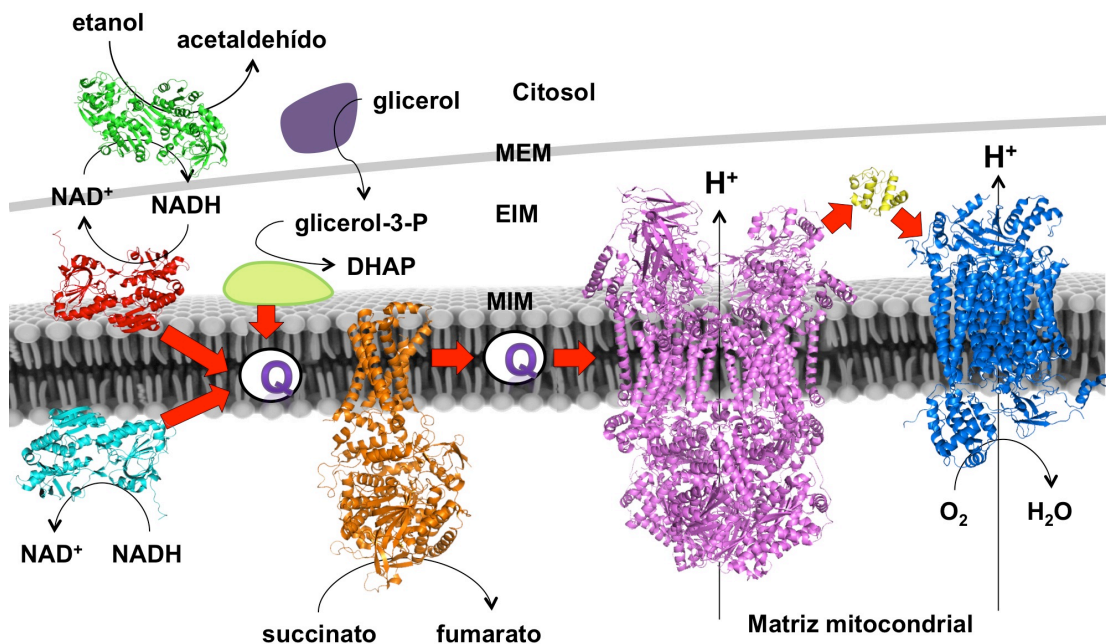 etanol
acetaldehído
glicerol
Citosol
MEM
NAD⁺
NADH
EIM
H⁺
H⁺
glicerol-3-P
DHAP
MIM
Q
Q
NAD⁺
NADH
O₂
H₂O
succinato
fumarato
Matriz mitocondrial